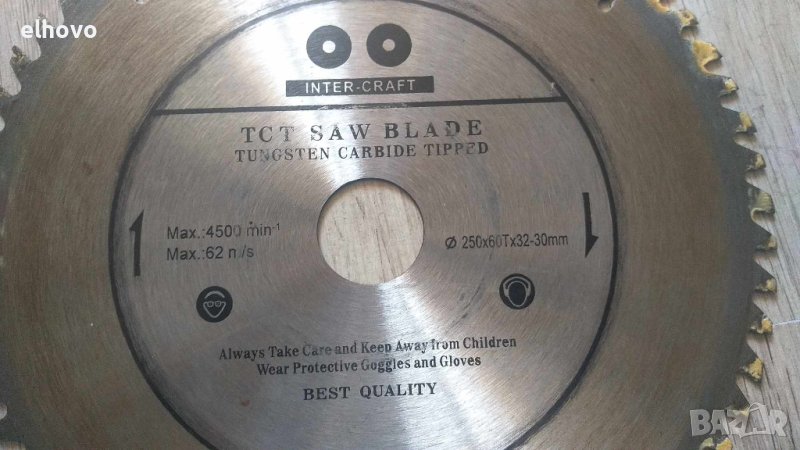 elhovo
INTER-CRAFT
TCT SAW BLADE
TUNGSTEN CARBIDE TIPPED
Max.:4500 min⁻¹
Max.:62 m/s
Ø 250x60Tx32-30mm
Always Take Care and Keep Away from Children
Wear Protective Goggles and Gloves
BEST QUALITY
BAZAR